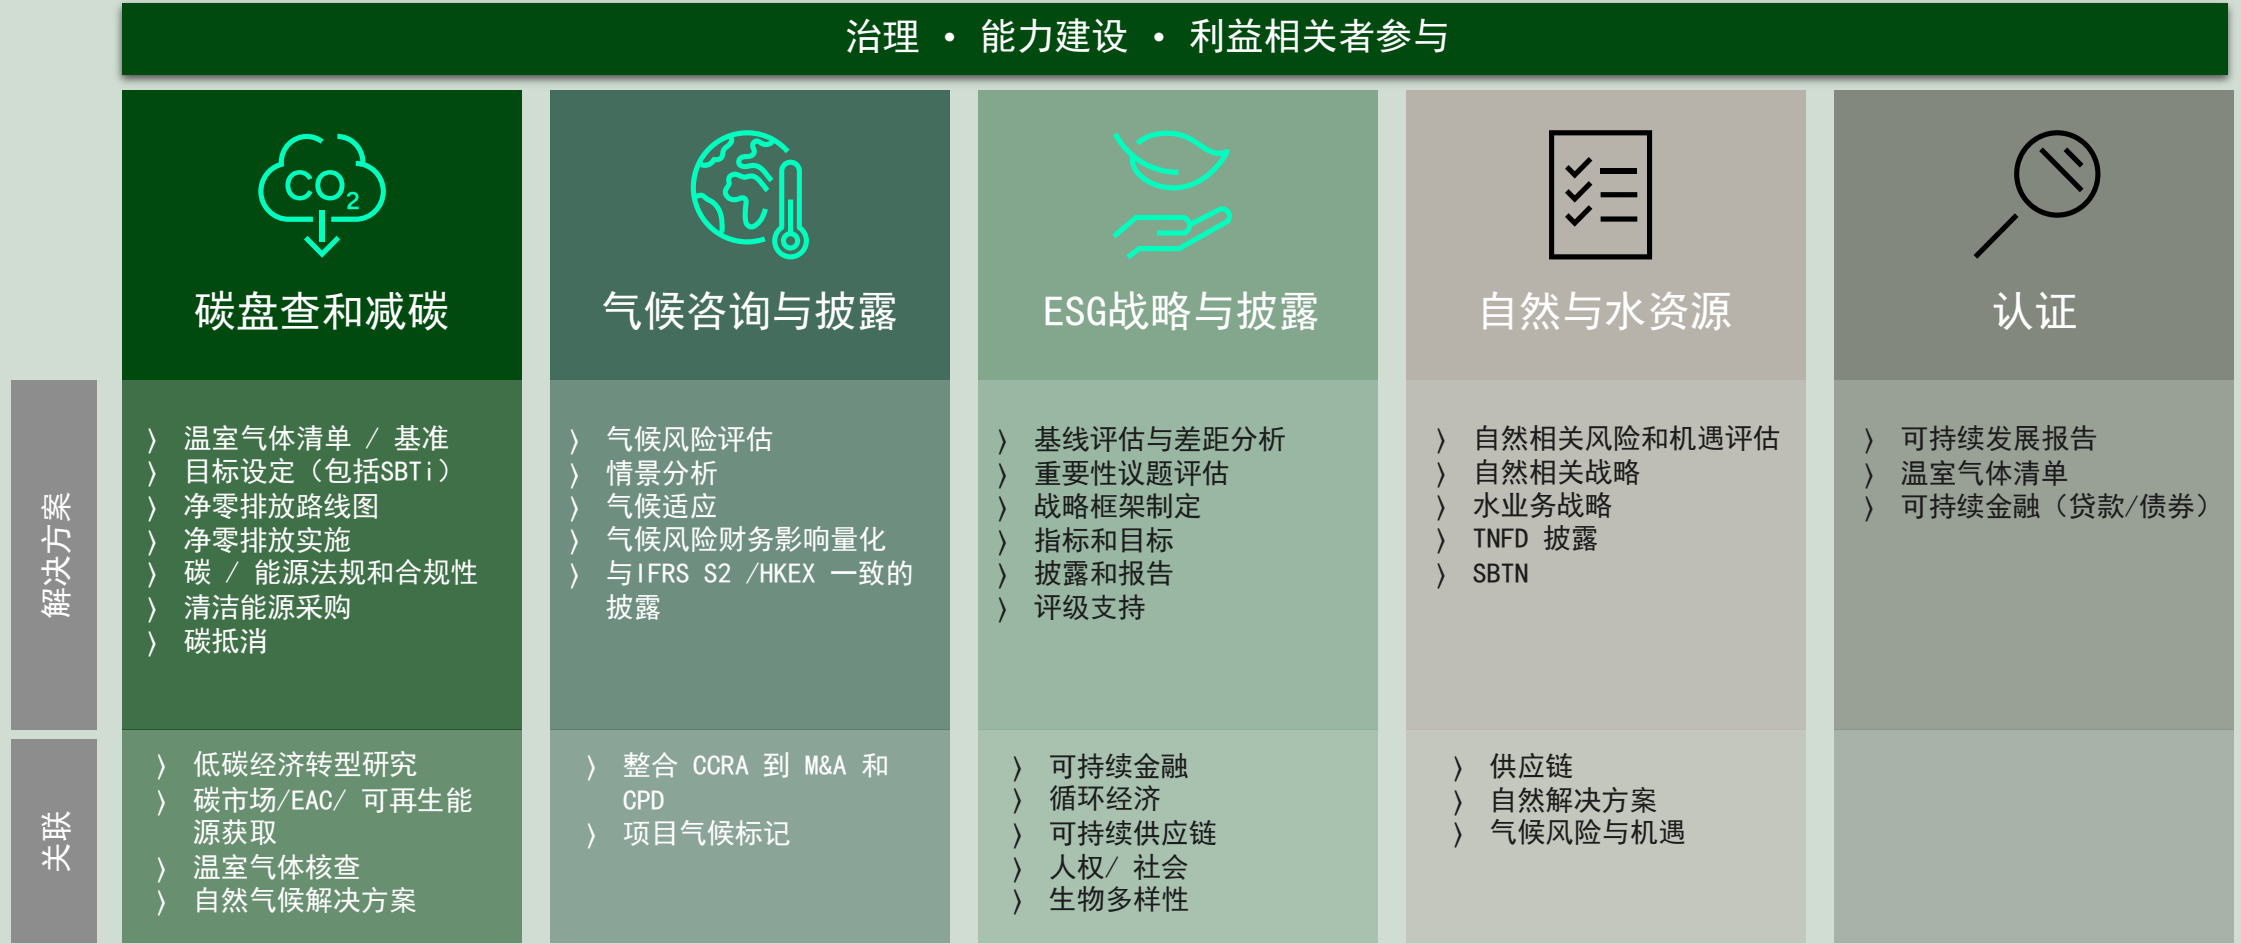 治理 • 能力建设 • 利益相关者参与
CO2
碳盘查和减碳
气候咨询与披露
ESG战略与披露
自然与水资源
认证
解决方案
〉 温室气体清单 / 基准
〉 目标设定（包括SBTi）
〉 净零排放路线图
〉 净零排放实施
〉 碳 / 能源法规和合规性
〉 清洁能源采购
〉 碳抵消
〉 气候风险评估
〉 情景分析
〉 气候适应
〉 气候风险财务影响量化
〉 与IFRS S2 /HKEX 一致的
披露
〉 基线评估与差距分析
〉 重要性议题评估
〉 战略框架制定
〉 指标和目标
〉 披露和报告
〉 评级支持
〉 自然相关风险和机遇评估
〉 自然相关战略
〉 水业务战略
〉 TNFD 披露
〉 SBTN
〉 可持续发展报告
〉 温室气体清单
〉 可持续金融（贷款/债券）
关联
〉 低碳经济转型研究
〉 碳市场/EAC/ 可再生能
源获取
〉 温室气体核查
〉 自然气候解决方案
〉 整合 CCRA 到 M&A 和
CPD
〉 项目气候标记
〉 可持续金融
〉 循环经济
〉 可持续供应链
〉 人权/ 社会
〉 生物多样性
〉 供应链
〉 自然解决方案
〉 气候风险与机遇